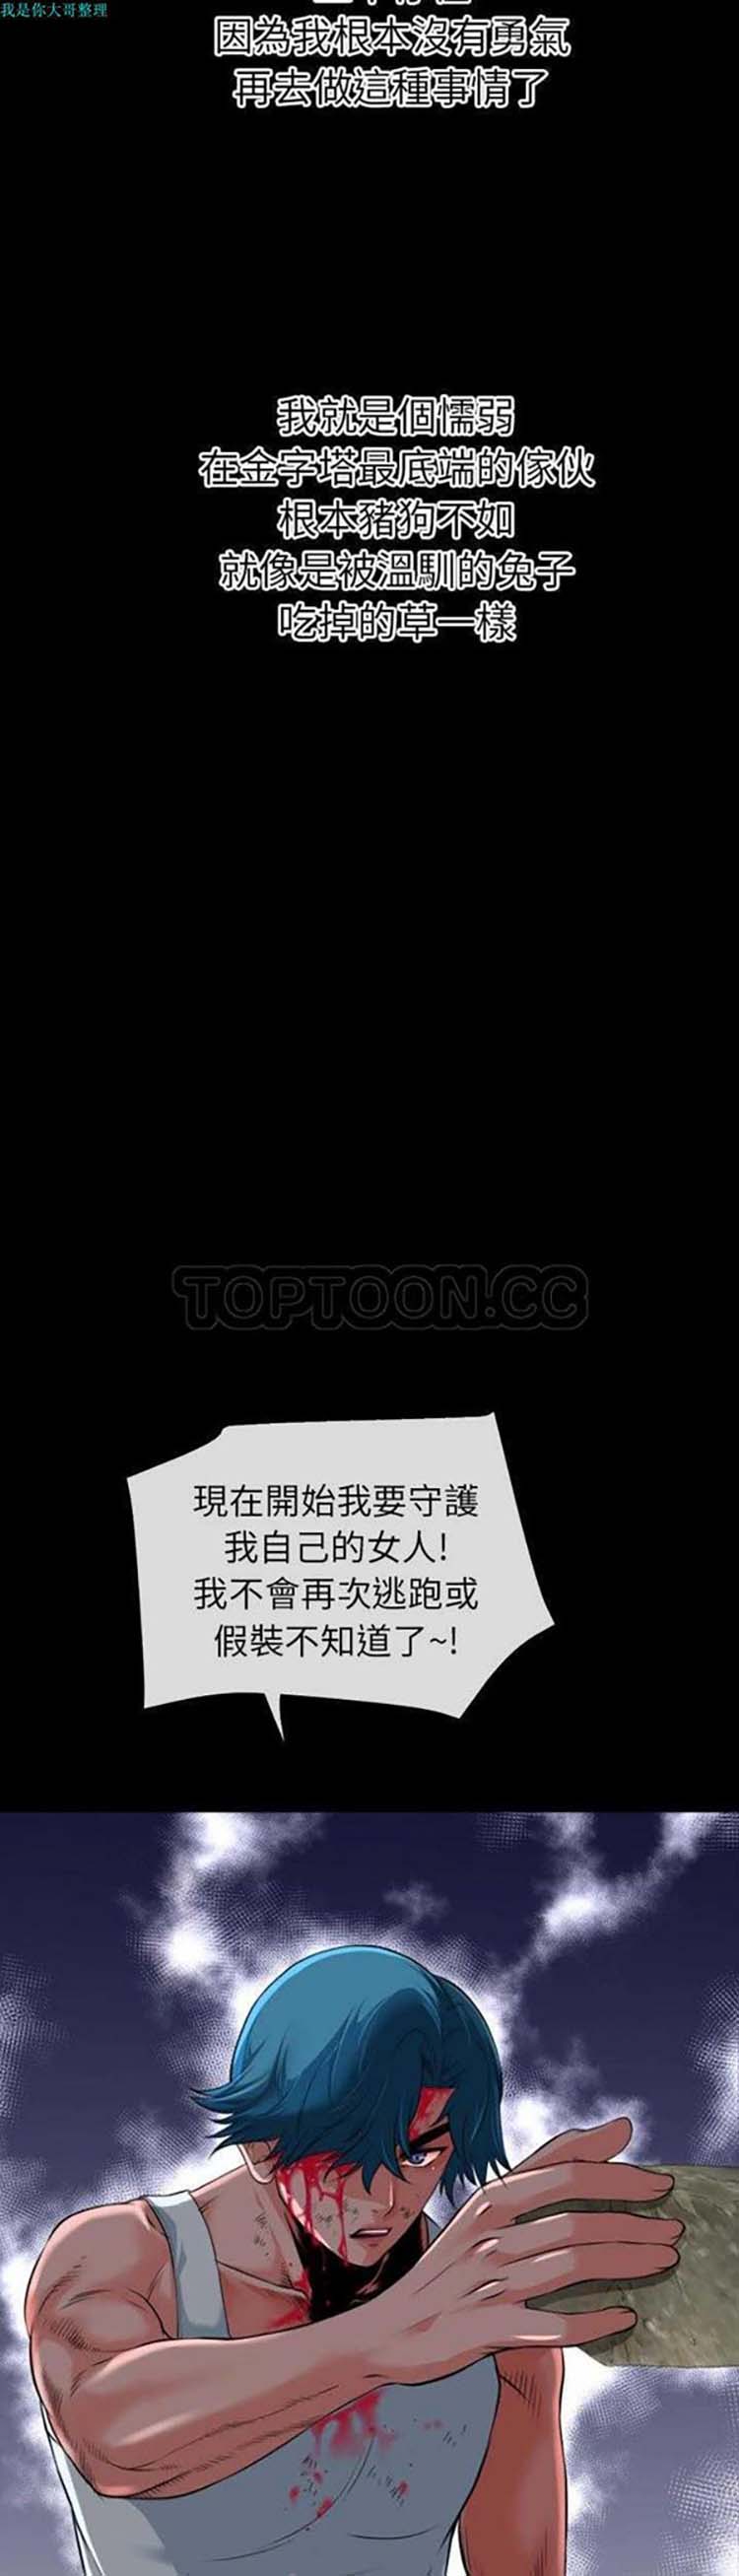 我是你大哥整理
因為我根本沒有勇氣
再去做這種事情了
我就是個懦弱
在金字塔最底端的傢伙
根本豬狗不如
就像是被溫馴的兔子
吃掉的草一樣
TOPTOON.CC
現在開始我要守護
我自己的女人!
我不會再次逃跑或
假裝不知道了~!